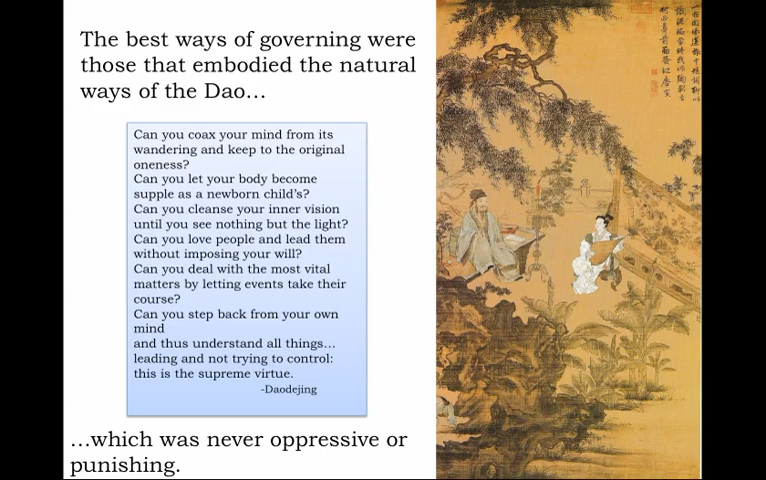 The best ways of governing were
those that embodied the natural
ways of the Dao…
Can you coax your mind from its
wandering and keep to the original
oneness?
Can you let your body become
supple as a newborn child's?
Can you cleanse your inner vision
until you see nothing but the light?
Can you love people and lead them
without imposing your will?
Can you deal with the most vital
matters by letting events take their
course?
Can you step back from your own
mind
and thus understand all things…
leading and not trying to control:
this is the supreme virtue.
-Daodejing
…which was never oppressive or
punishing.